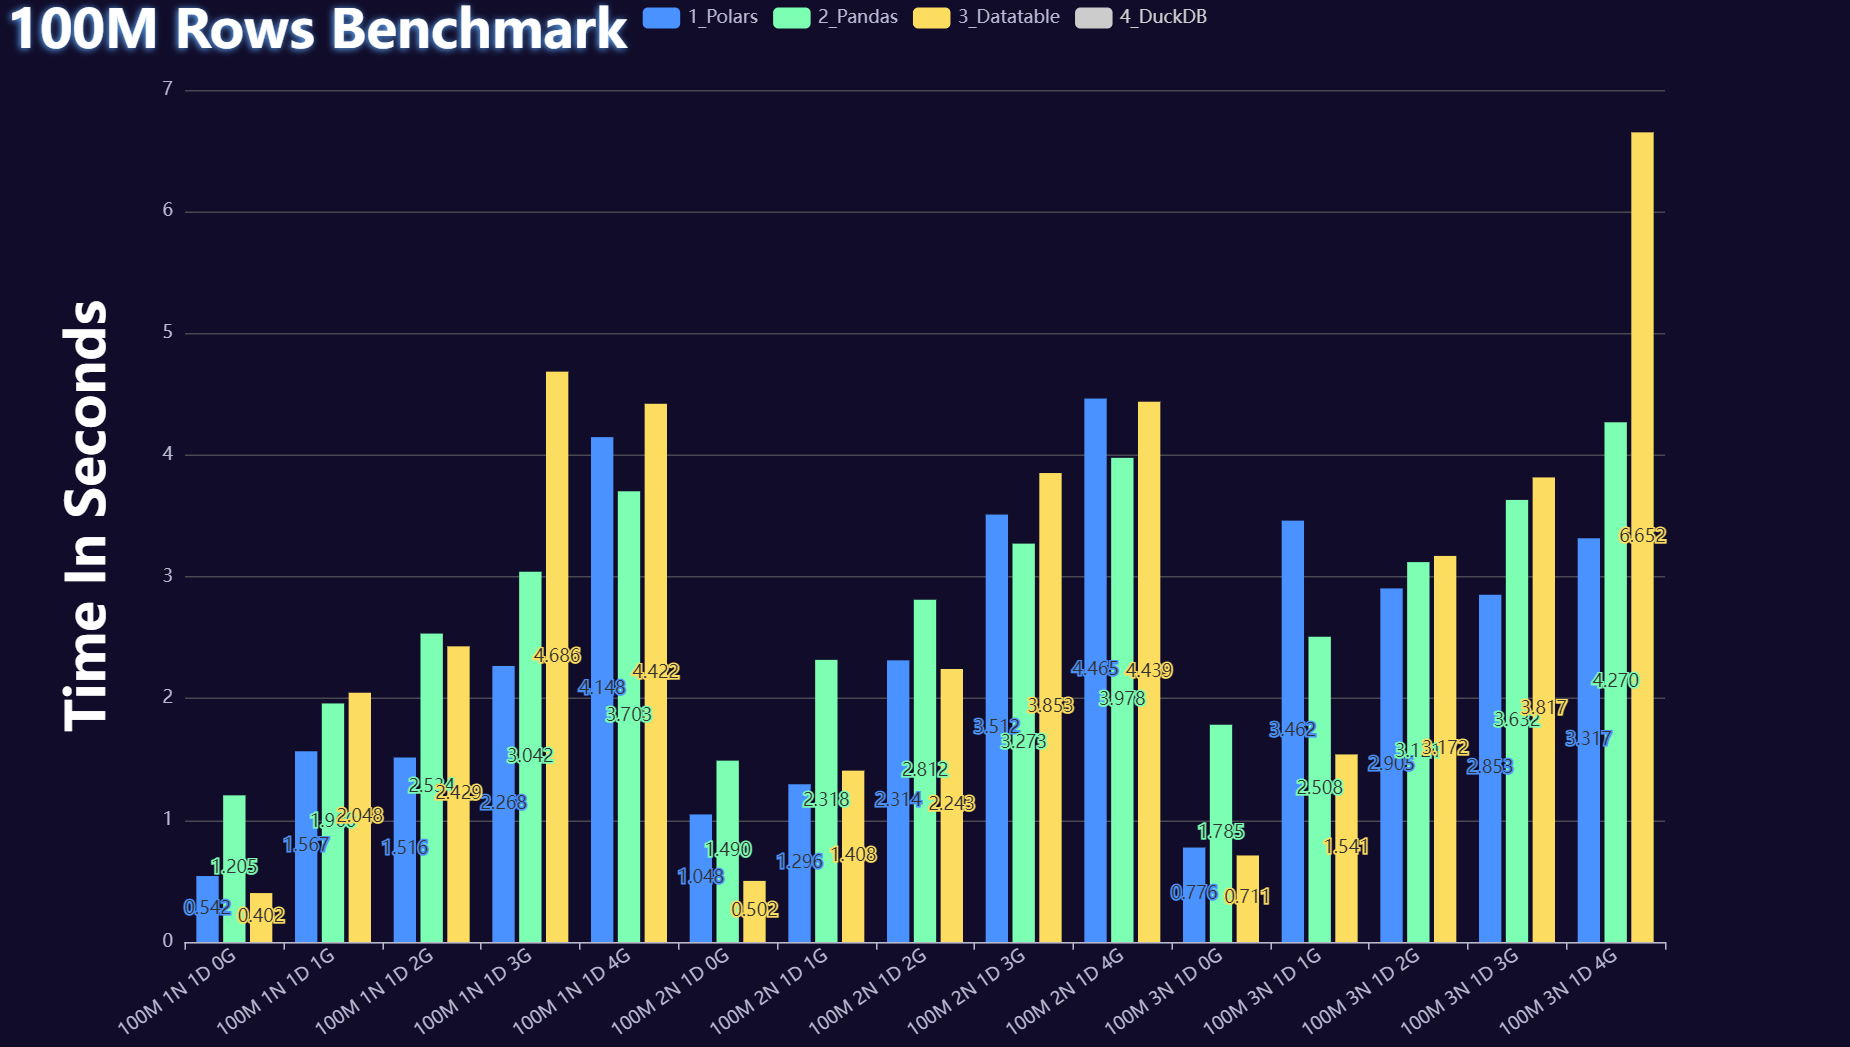 100M Rows Benchmark
1_Polars 2_Pandas 3_Datatable 4_DuckDB
Time In Seconds
7
6
5
4
3
2
1
0
0.542 1.205 0.402
1.567 2.048
1.516 2.534 2.429
2.268 3.042 4.686
4.148 3.703 4.422
1.048 1.490 0.502
1.296 2.318 1.408
2.314 2.812 2.243
3.512 3.273 3.853
4.465 3.978 4.439
0.776 1.785 0.711
3.462 2.508 1.541
2.905 3.172
2.853 3.632 3.817
3.317 4.270 6.652
100M 1N 1D 0G
100M 1N 1D 1G
100M 1N 1D 2G
100M 1N 1D 3G
100M 1N 1D 4G
100M 2N 1D 0G
100M 2N 1D 1G
100M 2N 1D 2G
100M 2N 1D 3G
100M 2N 1D 4G
100M 3N 1D 0G
100M 3N 1D 1G
100M 3N 1D 2G
100M 3N 1D 3G
100M 3N 1D 4G